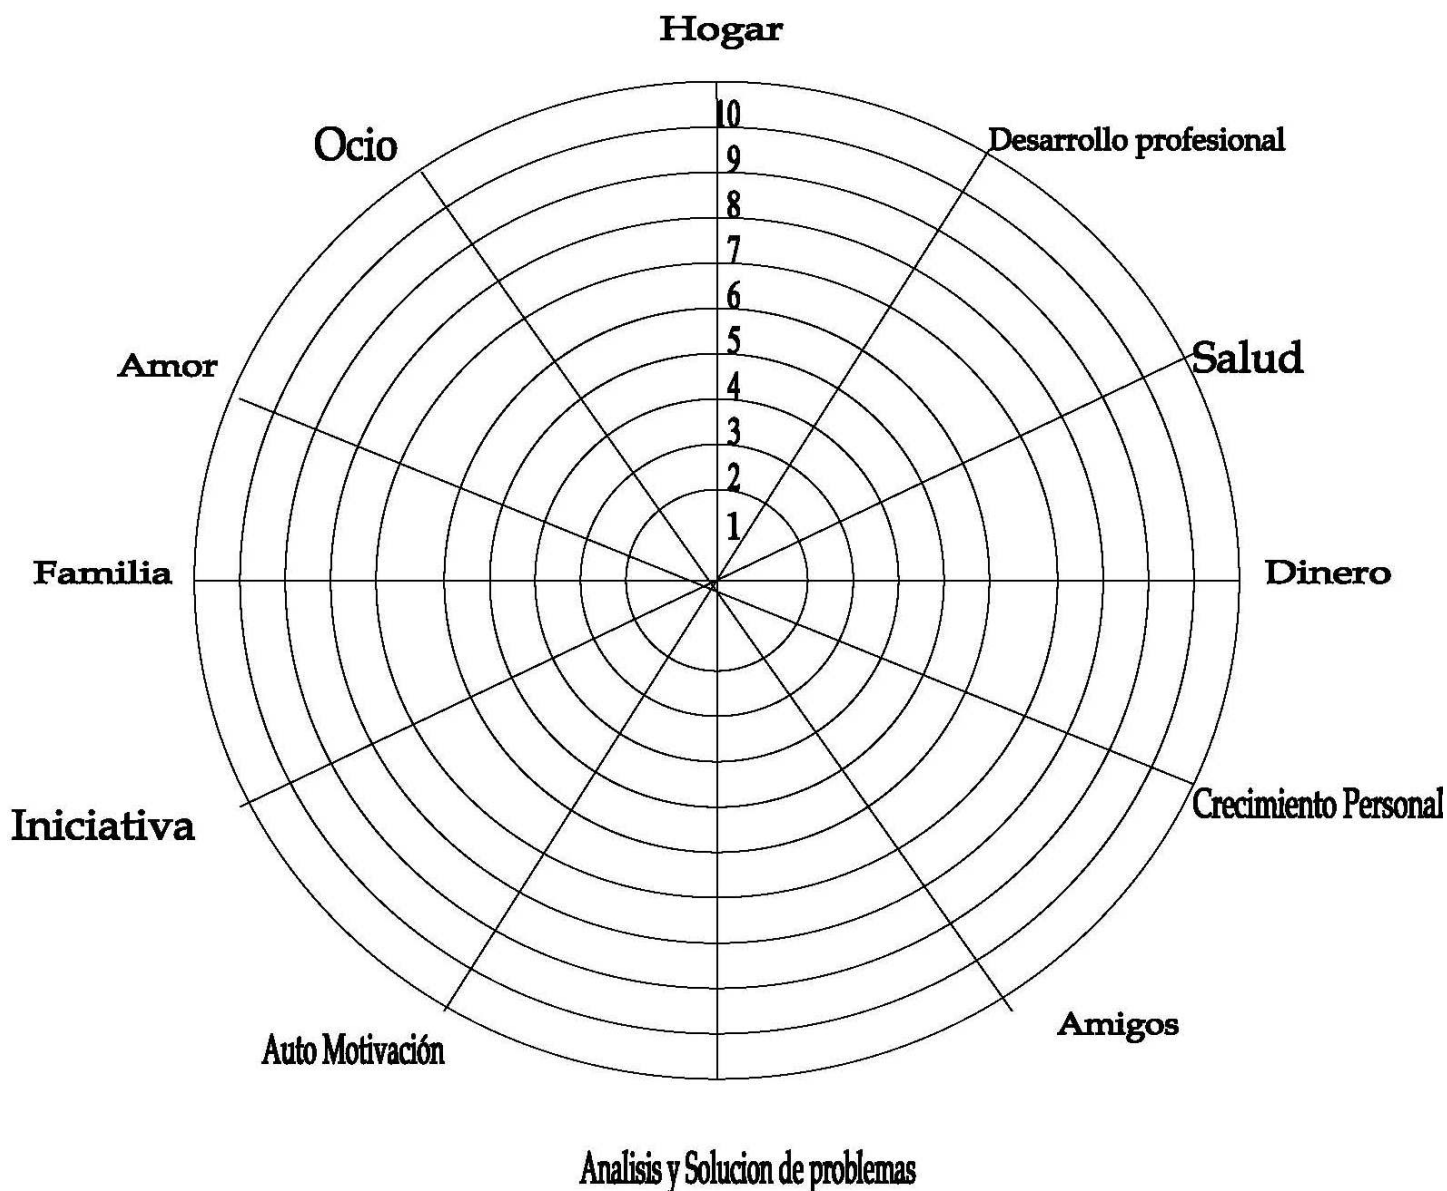 Hogar
10
Ocio
Desarrollo profesional
9
8
7
6
5
Salud
Amor
4
3
2
1
Familia
Dinero
Crecimiento Personal
Iniciativa
Amigos
Auto Motivación
Analisis y Solucion de problemas